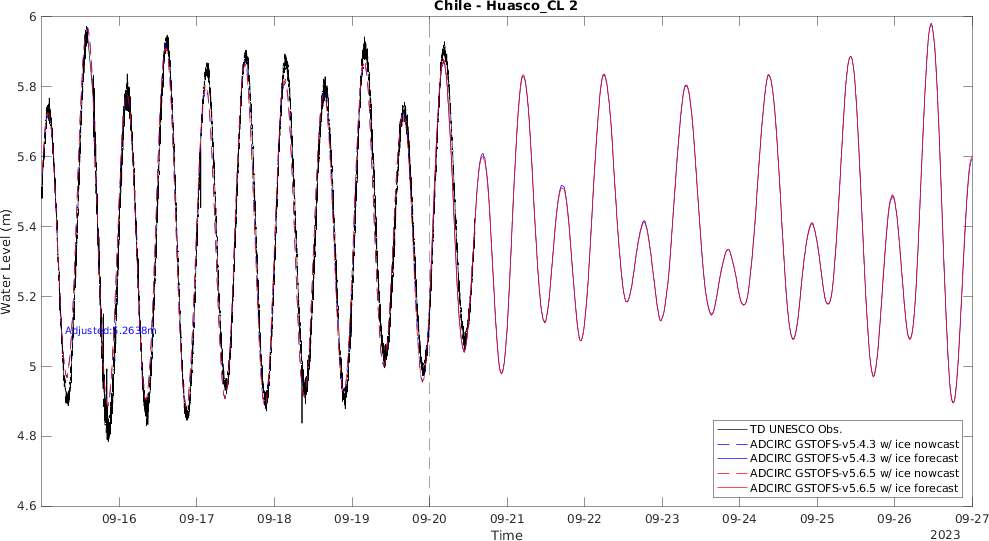 Chile - Huasco_CL 2
6
5.8
5.6
5.4
5.2
5
4.8
4.6
Water Level (m)
Adjusted:5.2638m
TD UNESCO Obs.
ADCIRC GSTOFS-v5.4.3 w/ ice nowcast
ADCIRC GSTOFS-v5.4.3 w/ ice forecast
ADCIRC GSTOFS-v5.6.5 w/ ice nowcast
ADCIRC GSTOFS-v5.6.5 w/ ice forecast
09-16 09-17 09-18 09-19 09-20 09-21 09-22 09-23 09-24 09-25 09-26 09-27
Time
2023